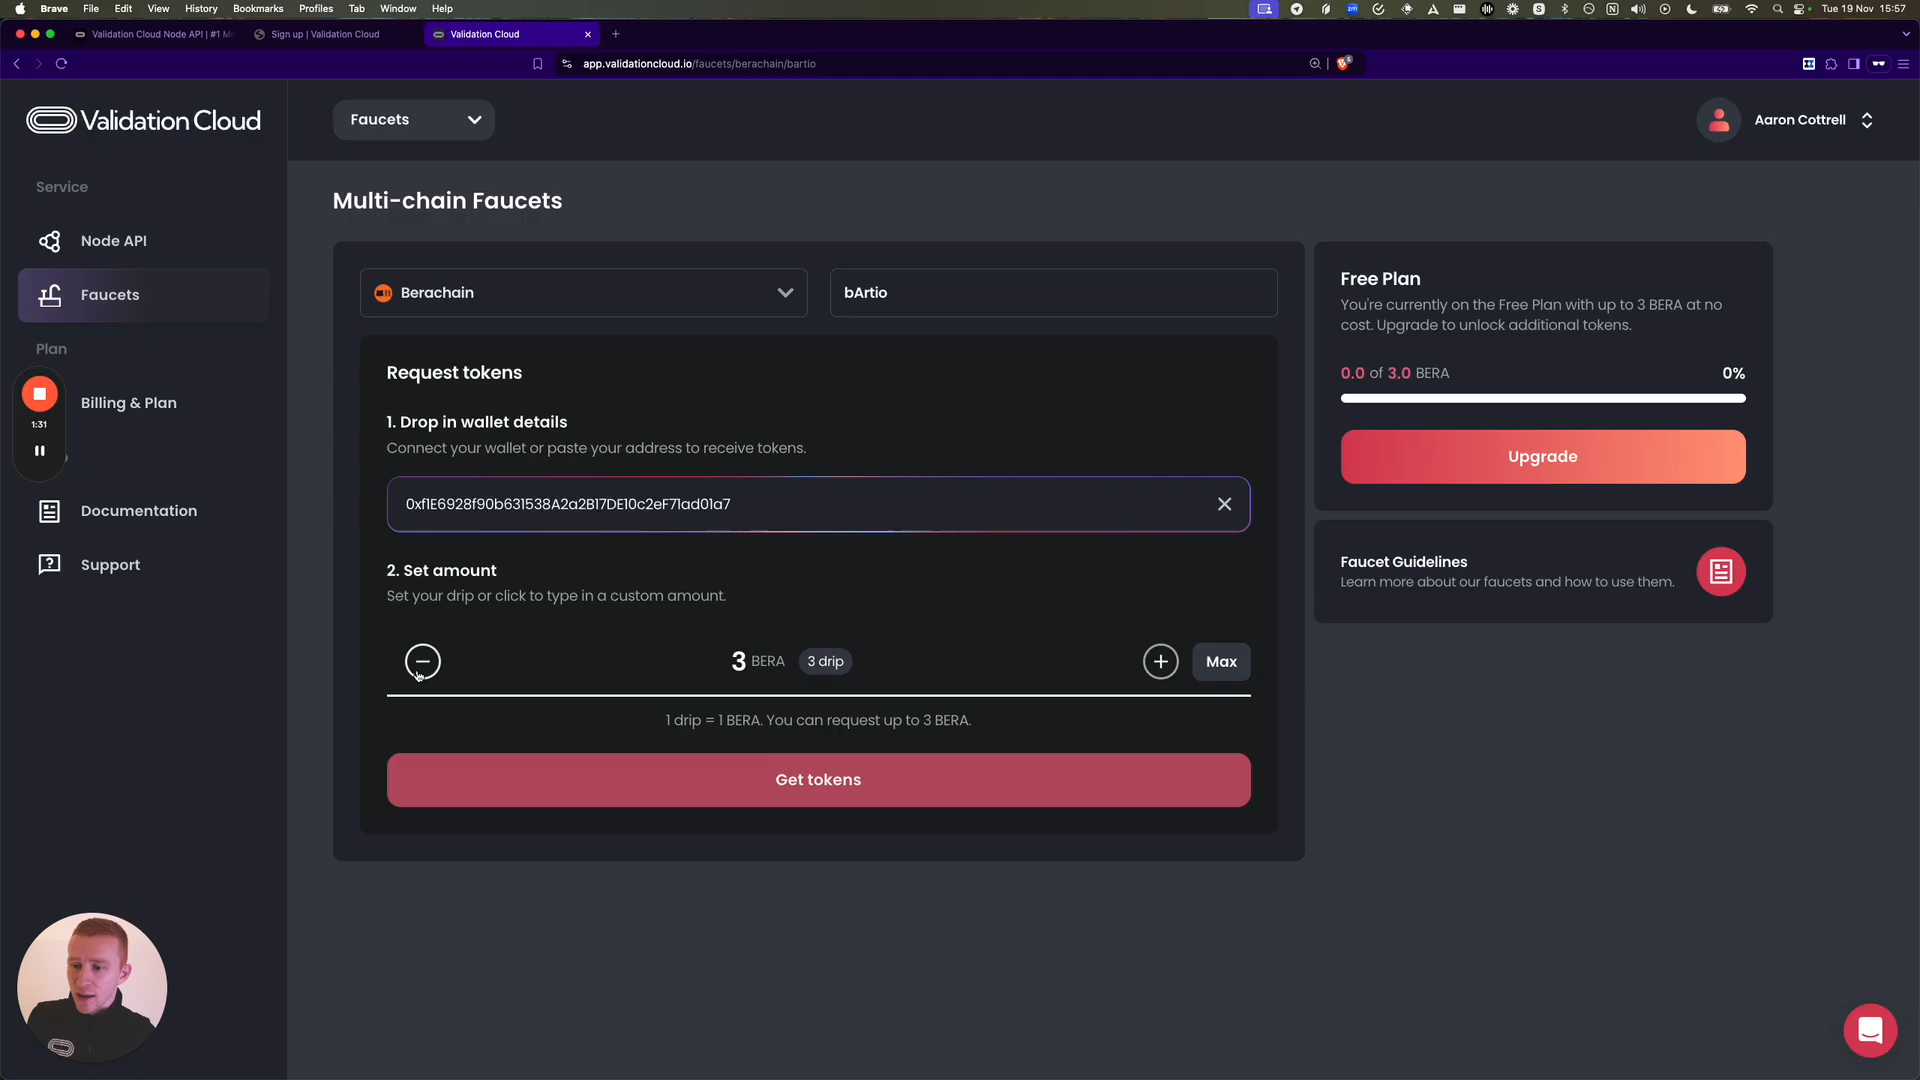 Brave File Edit View History Bookmarks Profiles Tab Window Help Tue 19 Nov 15:57
Validation Cloud Node API | #1 M
Sign up | Validation Cloud
Validation Cloud
app.validationcloud.io/faucets/berachain/bartio
Validation Cloud
Faucets
Aaron Cottrell
Service
Node API
Faucets
Plan
Billing & Plan
1:31
Documentation
Support
Multi-chain Faucets
Berachain
bArtio
Request tokens
1. Drop in wallet details
Connect your wallet or paste your address to receive tokens.
0xf1E6928f90b631538A2a2B17DE10c2eF71ad01a7
2. Set amount
Set your drip or click to type in a custom amount.
3 BERA 3 drip
Max
1 drip = 1 BERA. You can request up to 3 BERA.
Get tokens
Free Plan
You're currently on the Free Plan with up to 3 BERA at no
cost. Upgrade to unlock additional tokens.
0.0 of 3.0 BERA 0%
Upgrade
Faucet Guidelines
Learn more about our faucets and how to use them.